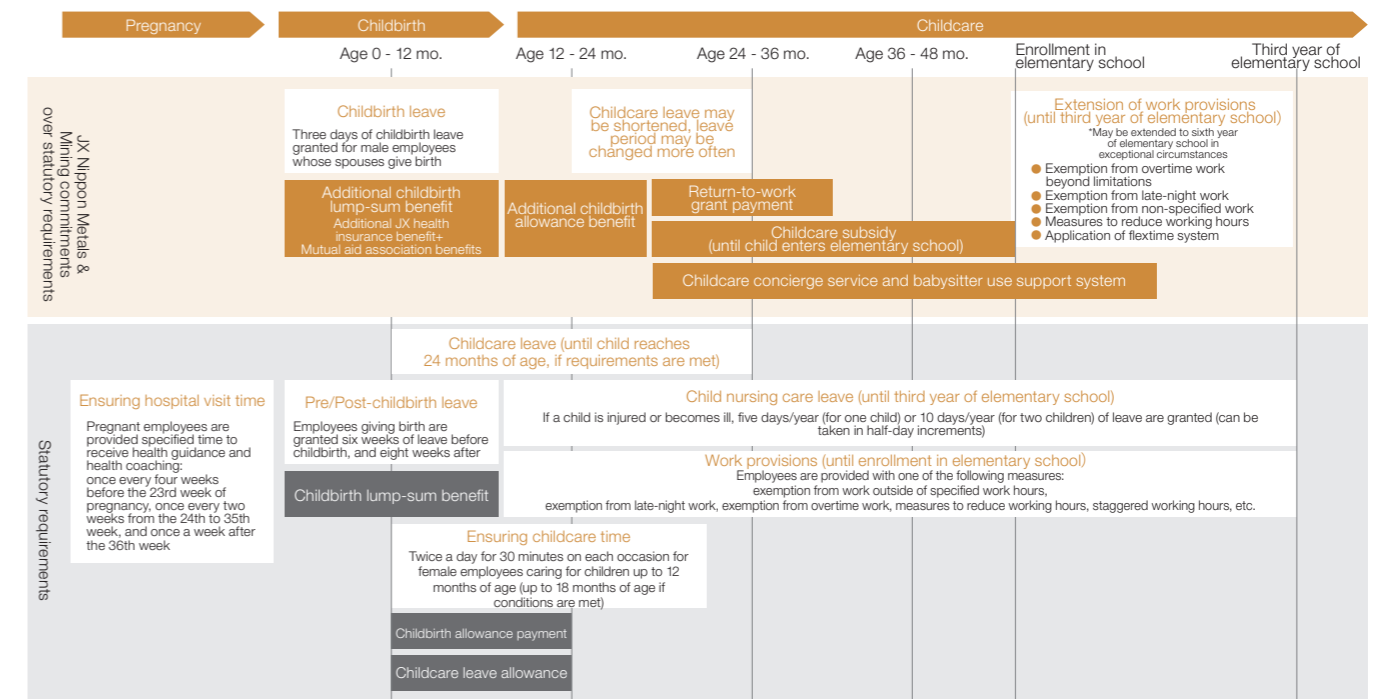 Pregnancy
Childbirth
Childcare
Age 0 - 12 mo.
Age 12 - 24 mo.
Age 24 - 36 mo.
Age 36 - 48 mo.
Enrollment in
elementary school
Third year of
elementary school
JX Nippon Metals &
Mining commitments
over statutory requirements
Childbirth leave
Three days of childbirth leave
granted for male employees
whose spouses give birth
Childcare leave may
be shortened, leave
period may be
changed more often
Extension of work provisions
(until third year of elementary school)
*May be extended to sixth year
of elementary school in
exceptional circumstances
Exemption from overtime work
beyond limitations
Exemption from late-night work
Exemption from non-specified work
Measures to reduce working hours
Application of flextime system
Additional childbirth
lump-sum benefit
Additional JX health
insurance benefit+
Mutual aid association benefits
Additional childbirth
allowance benefit
Return-to-work
grant payment
Childcare subsidy
(until child enters elementary school)
Childcare concierge service and babysitter use support system
Statutory requirements
Childcare leave (until child reaches
24 months of age, if requirements are met)
Ensuring hospital visit time
Pregnant employees are
provided specified time to
receive health guidance and
health coaching:
once every four weeks
before the 23rd week of
pregnancy, once every two
weeks from the 24th to 35th
week, and once a week after
the 36th week
Pre/Post-childbirth leave
Employees giving birth are
granted six weeks of leave before
childbirth, and eight weeks after
Child nursing care leave (until third year of elementary school)
If a child is injured or becomes ill, five days/year (for one child) or 10 days/year (for two children) of leave are granted (can be
taken in half-day increments)
Childbirth lump-sum benefit
Work provisions (until enrollment in elementary school)
Employees are provided with one of the following measures:
exemption from work outside of specified work hours,
exemption from late-night work, exemption from overtime work, measures to reduce working hours, staggered working hours, etc.
Ensuring childcare time
Twice a day for 30 minutes on each occasion for
female employees caring for children up to 12
months of age (up to 18 months of age if
conditions are met)
Childbirth allowance payment
Childcare leave allowance